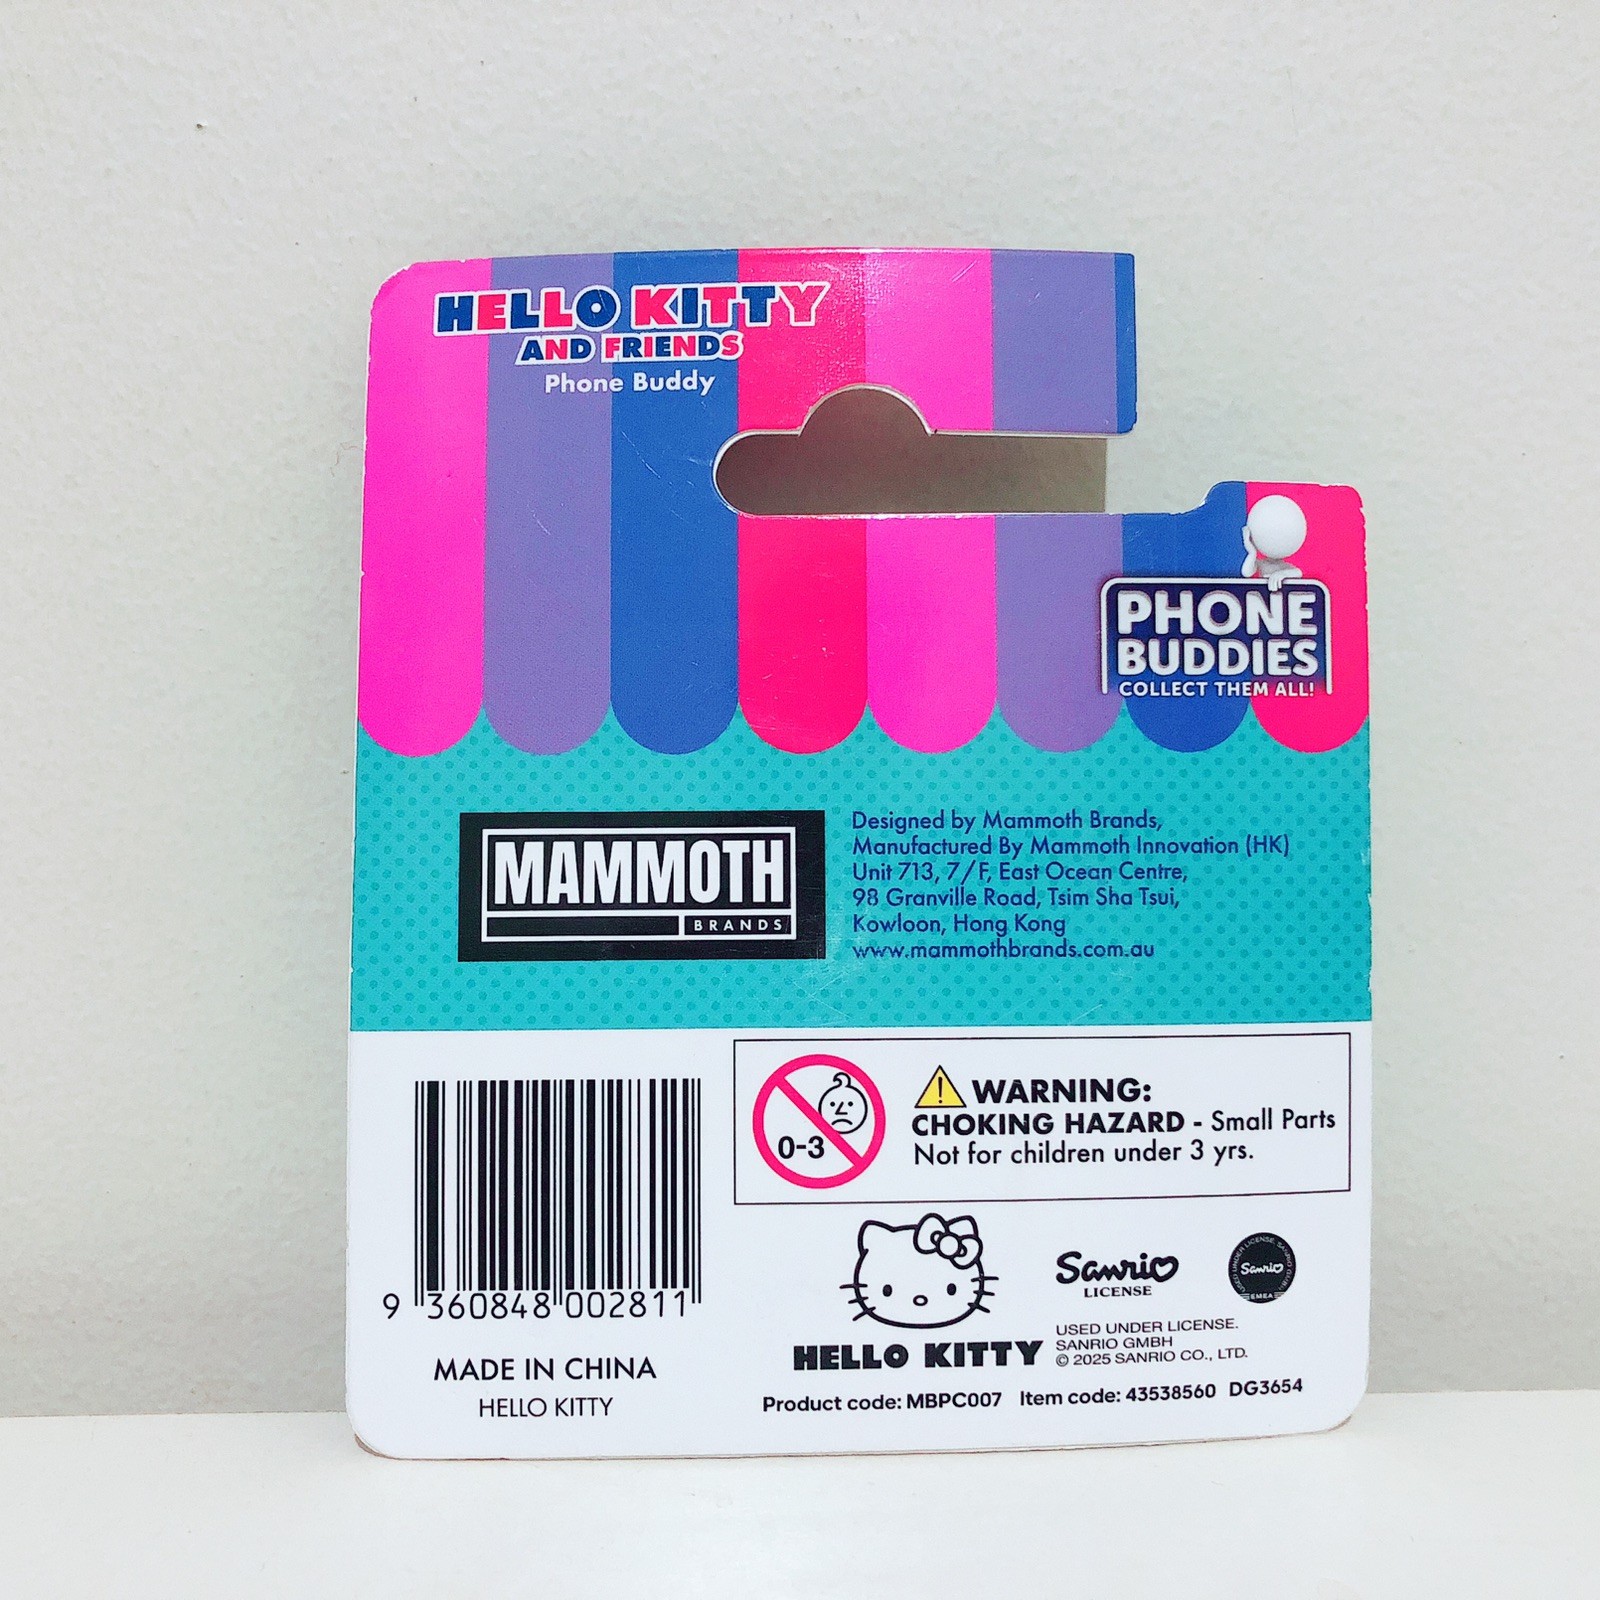 HELLO KITTY
AND FRIENDS
Phone Buddy
PHONE
BUDDIES
COLLECT THEM ALL!
MAMMOTH
BRANDS
Designed by Mammoth Brands,
Manufactured By Mammoth Innovation (HK)
Unit 713, 7/F, East Ocean Centre,
98 Granville Road, Tsim Sha Tsui,
Kowloon, Hong Kong
www.mammothbrands.com.au
0-3
WARNING:
CHOKING HAZARD - Small Parts
Not for children under 3 yrs.
9 360848 002811
MADE IN CHINA
HELLO KITTY
HELLO KITTY
Sanrio
LICENSE
Sanrio
EMEA
USED UNDER LICENSE.
SANRIO GMBH
© 2025 SANRIO CO., LTD.
Product code: MBPC007 Item code: 43538560 DG3654